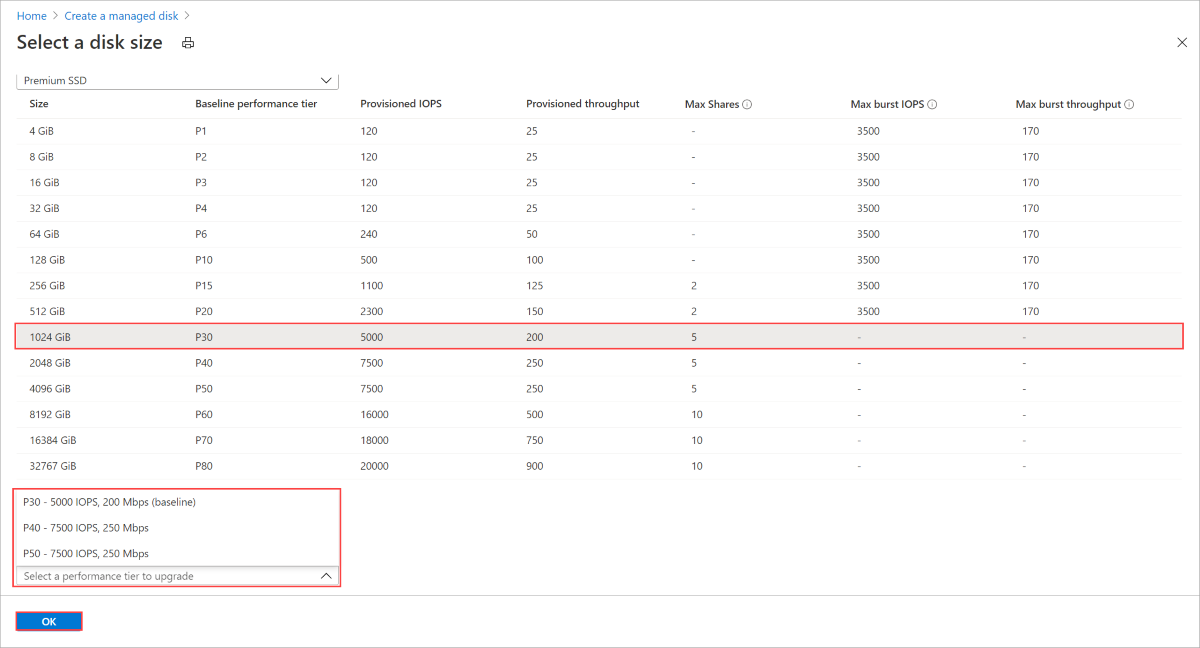 Home > Create a managed disk >
Select a disk size
Premium SSD
Size Baseline performance tier Provisioned IOPS Provisioned throughput Max Shares Max burst IOPS Max burst throughput
4 GiB P1 120 25 - 3500 170
8 GiB P2 120 25 - 3500 170
16 GiB P3 120 25 - 3500 170
32 GiB P4 120 25 - 3500 170
64 GiB P6 240 50 - 3500 170
128 GiB P10 500 100 - 3500 170
256 GiB P15 1100 125 2 3500 170
512 GiB P20 2300 150 2 3500 170
1024 GiB P30 5000 200 5 - -
2048 GiB P40 7500 250 5 - -
4096 GiB P50 7500 250 5 - -
8192 GiB P60 16000 500 10 - -
16384 GiB P70 18000 750 10 - -
32767 GiB P80 20000 900 10 - -
P30 - 5000 IOPS, 200 Mbps (baseline)
P40 - 7500 IOPS, 250 Mbps
P50 - 7500 IOPS, 250 Mbps
Select a performance tier to upgrade
OK